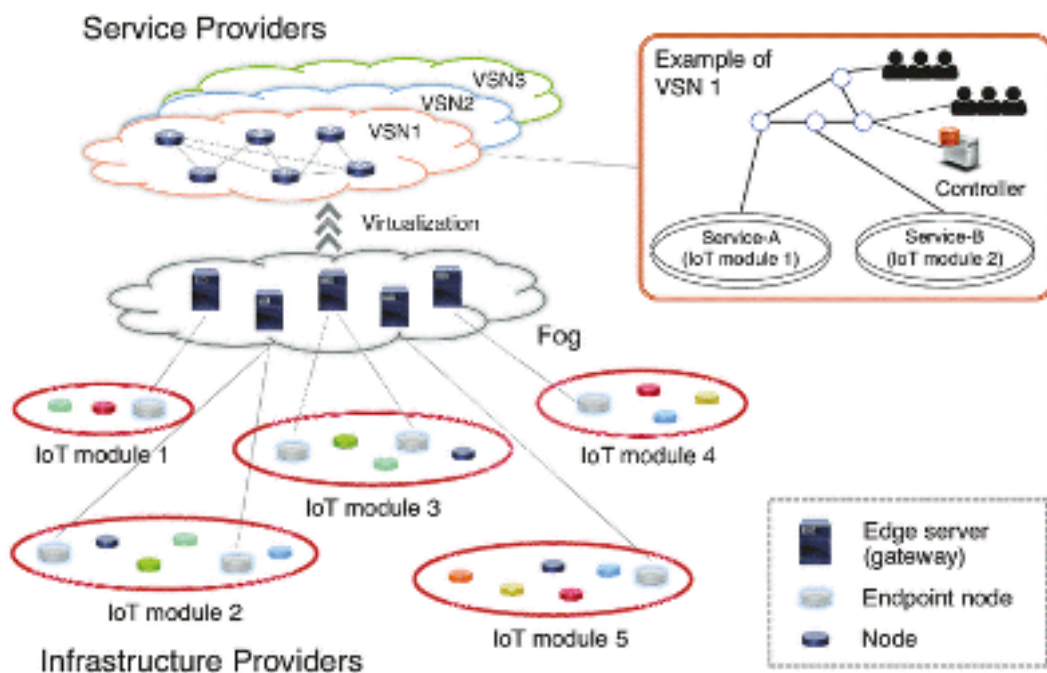 Service Providers
VSN3
VSN2
VSN1
Virtualization
Example of
VSN 1
Controller
Service-A
(IoT module 1)
Service-B
(IoT module 2)
Fog
IoT module 1
IoT module 4
IoT module 3
IoT module 2
IoT module 5
Infrastructure Providers
Edge server
(gateway)
Endpoint node
Node